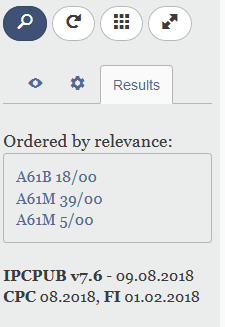 Results
Ordered by relevance:
A61B 18/00
A61M 39/00
A61M 5/00
IPCPUB v7.6 - 09.08.2018
CPC 08.2018, FI 01.02.2018